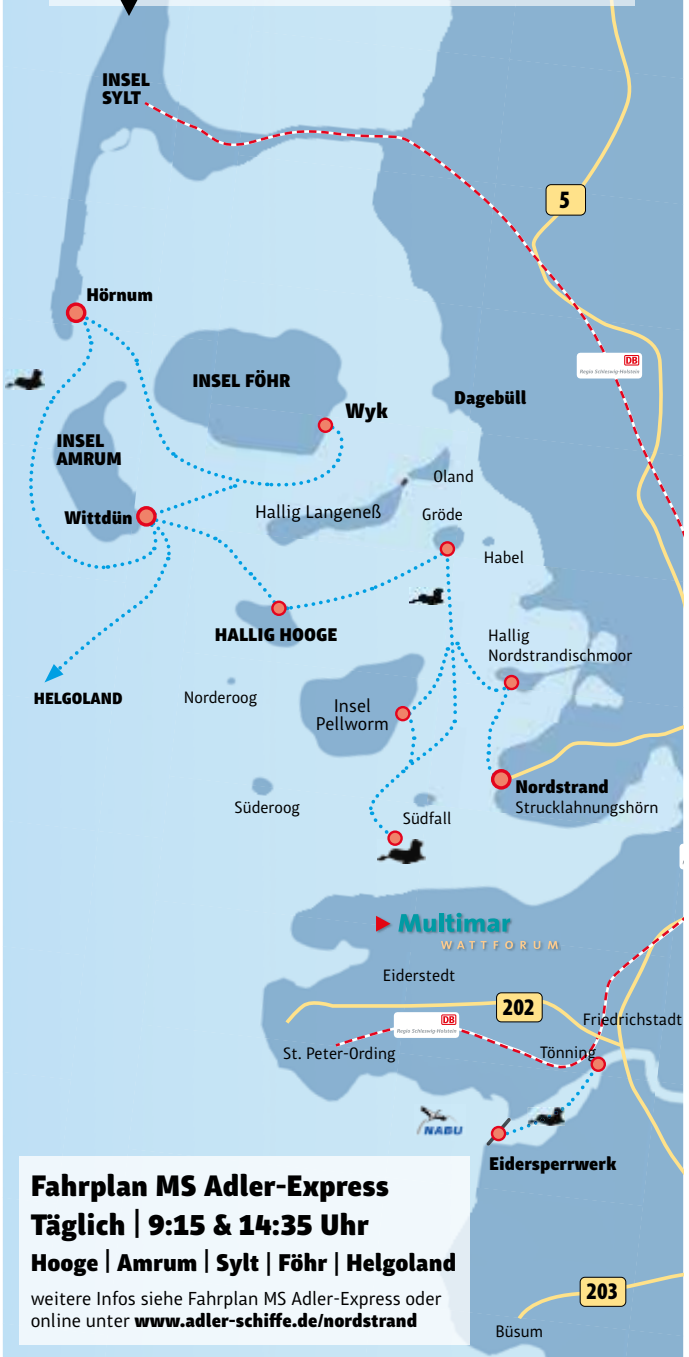 INSEL
SYLT
5
Hörnum
DB
Regio Schleswig-Holstein
INSEL FÖHR
Dagebüll
Wyk
INSEL
AMRUM
Oland
Wittdün
Hallig Langeneß
Gröde
Habel
HALLIG HOOGE
Hallig
Nordstrandischmoor
HELGOLAND
Norderoog
Insel
Pellworm
Nordstrand
Strucklahnungshörn
Süderoog
Südfall
Multimar
WATTFORUM
Eiderstedt
202
DB
Regio Schleswig-Holstein
Friedrichstadt
St. Peter-Ording
Tönning
NABU
Eidersperrwerk
Fahrplan MS Adler-Express
Täglich | 9:15 & 14:35 Uhr
Hooge | Amrum | Sylt | Föhr | Helgoland
weitere Infos siehe Fahrplan MS Adler-Express oder
online unter www.adler-schiffe.de/nordstrand
203
Büsum